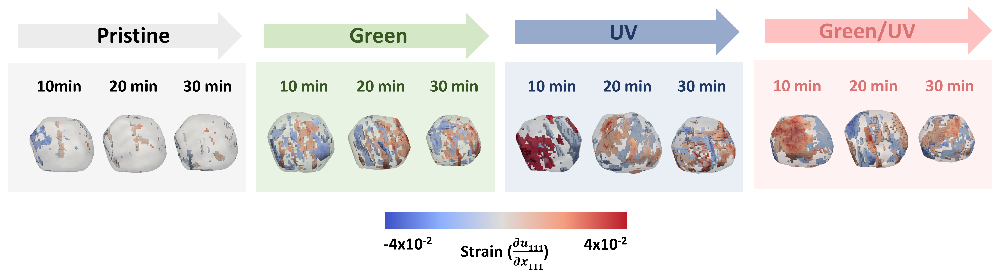 Pristine
Green
UV
Green/UV
10min 20 min 30 min
10 min 20 min 30 min
10 min 20 min 30 min
10 min 20 min 30 min
-4x10⁻² Strain (∂u₁₁₁/∂x₁₁₁) 4x10⁻²